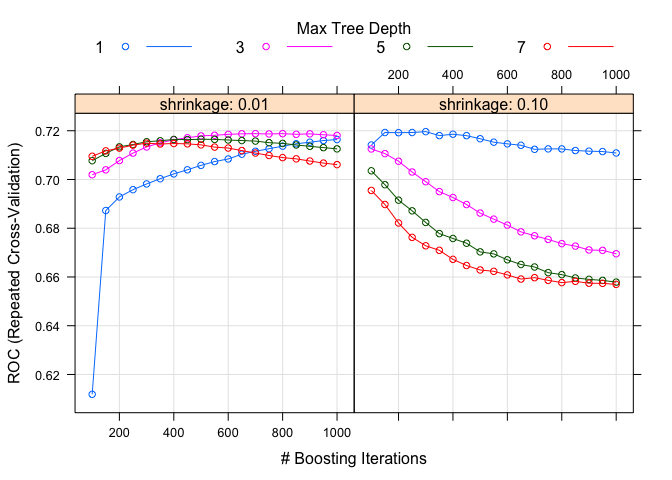 Max Tree Depth
1 3 5 7
200 400 600 800 1000
shrinkage: 0.01 shrinkage: 0.10
0.72
0.70
0.68
0.66
0.64
0.62
ROC (Repeated Cross-Validation)
200 400 600 800 1000
# Boosting Iterations